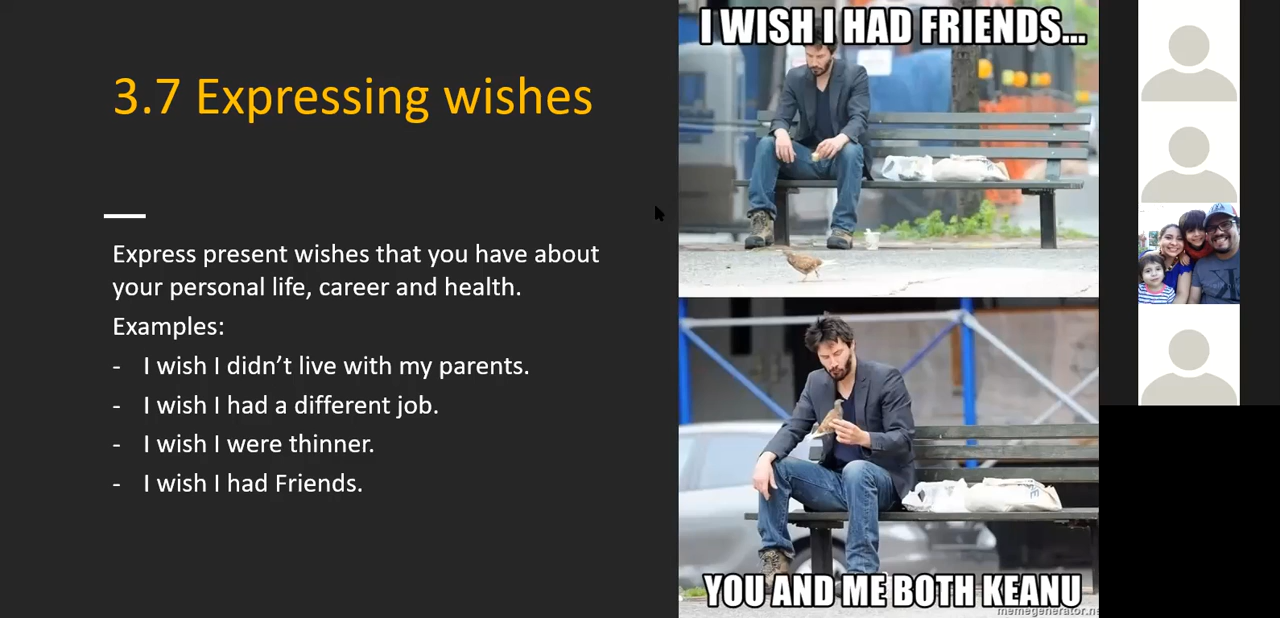 3.7 Expressing wishes
Express present wishes that you have about
your personal life, career and health.
Examples:
- I wish I didn’t live with my parents.
- I wish I had a different job.
- I wish I were thinner.
- I wish I had Friends.
I WISH I HAD FRIENDS...
YOU AND ME BOTH KEANU
memegenerator.ne